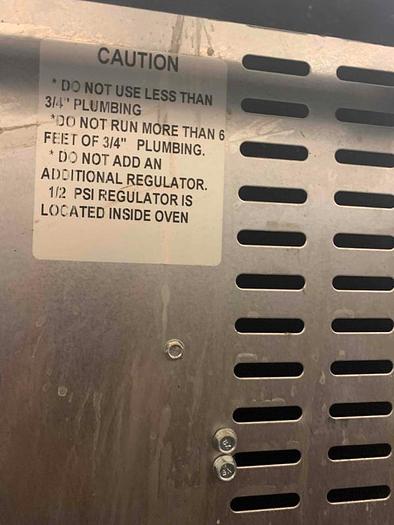 CAUTION
* DO NOT USE LESS THAN
3/4" PLUMBING
*DO NOT RUN MORE THAN 6
FEET OF 3/4" PLUMBING.
* DO NOT ADD AN
ADDITIONAL REGULATOR.
1/2 PSI REGULATOR IS
LOCATED INSIDE OVEN